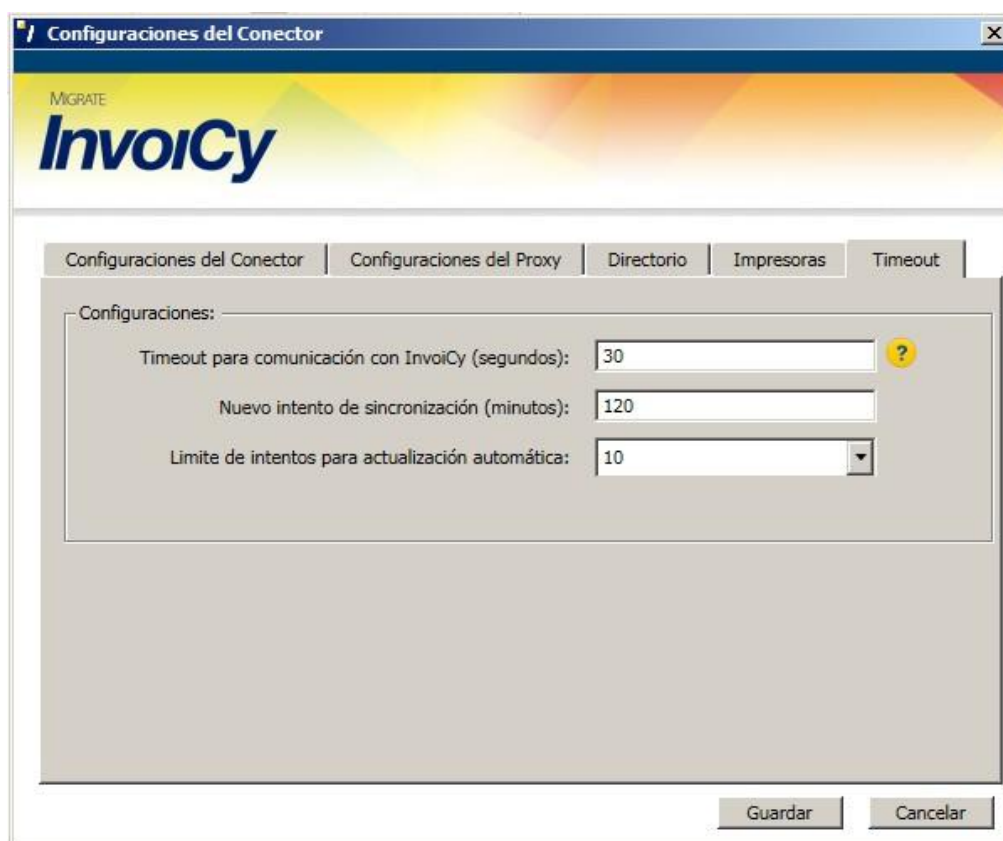 Configuraciones del Conector
MIGRATE
InvoiCy
Configuraciones del Conector
Configuraciones del Proxy
Directorio
Impresoras
Timeout
Configuraciones:
Timeout para comunicación con InvoiCy (segundos):
30
?
Nuevo intento de sincronización (minutos):
120
Limite de intentos para actualización automática:
10
Guardar
Cancelar